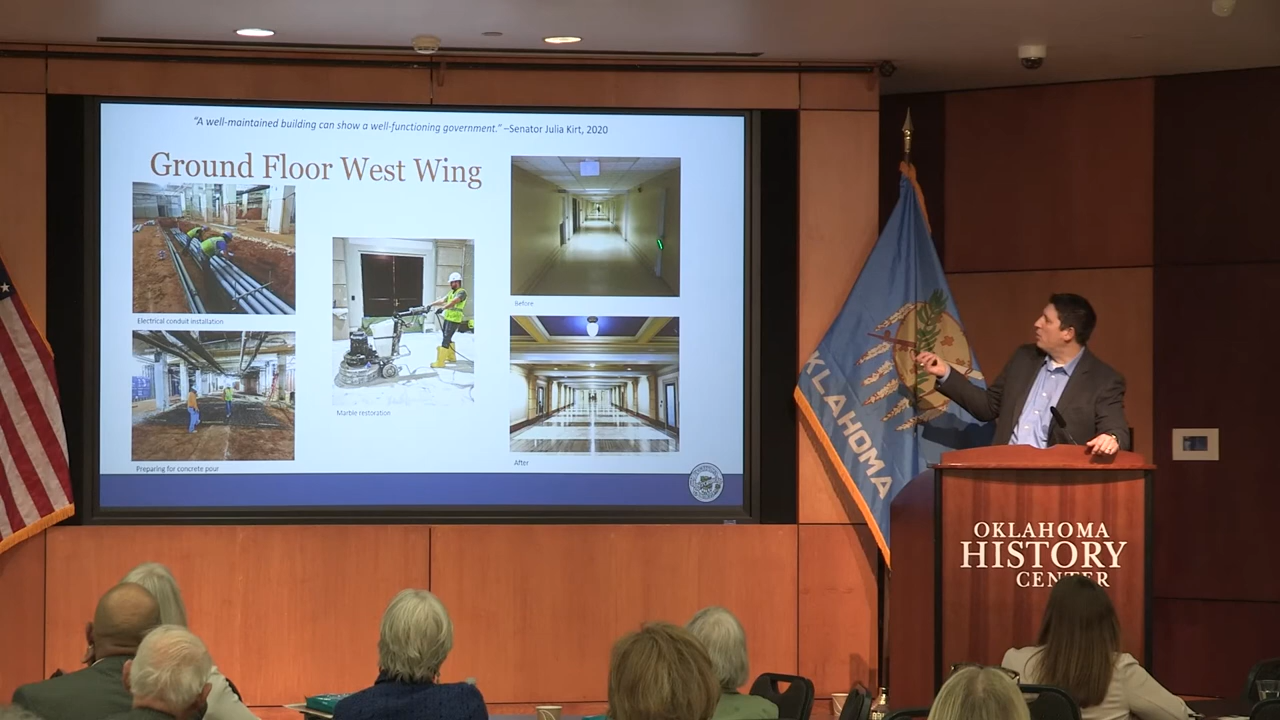 "A well-maintained building can show a well-functioning government." –Senator Julia Kirt, 2020
Ground Floor West Wing
Electrical conduit installation
Preparing for concrete pour
Marble restoration
Before
After
OKLAHOMA
OKLAHOMA
HISTORY
CENTER